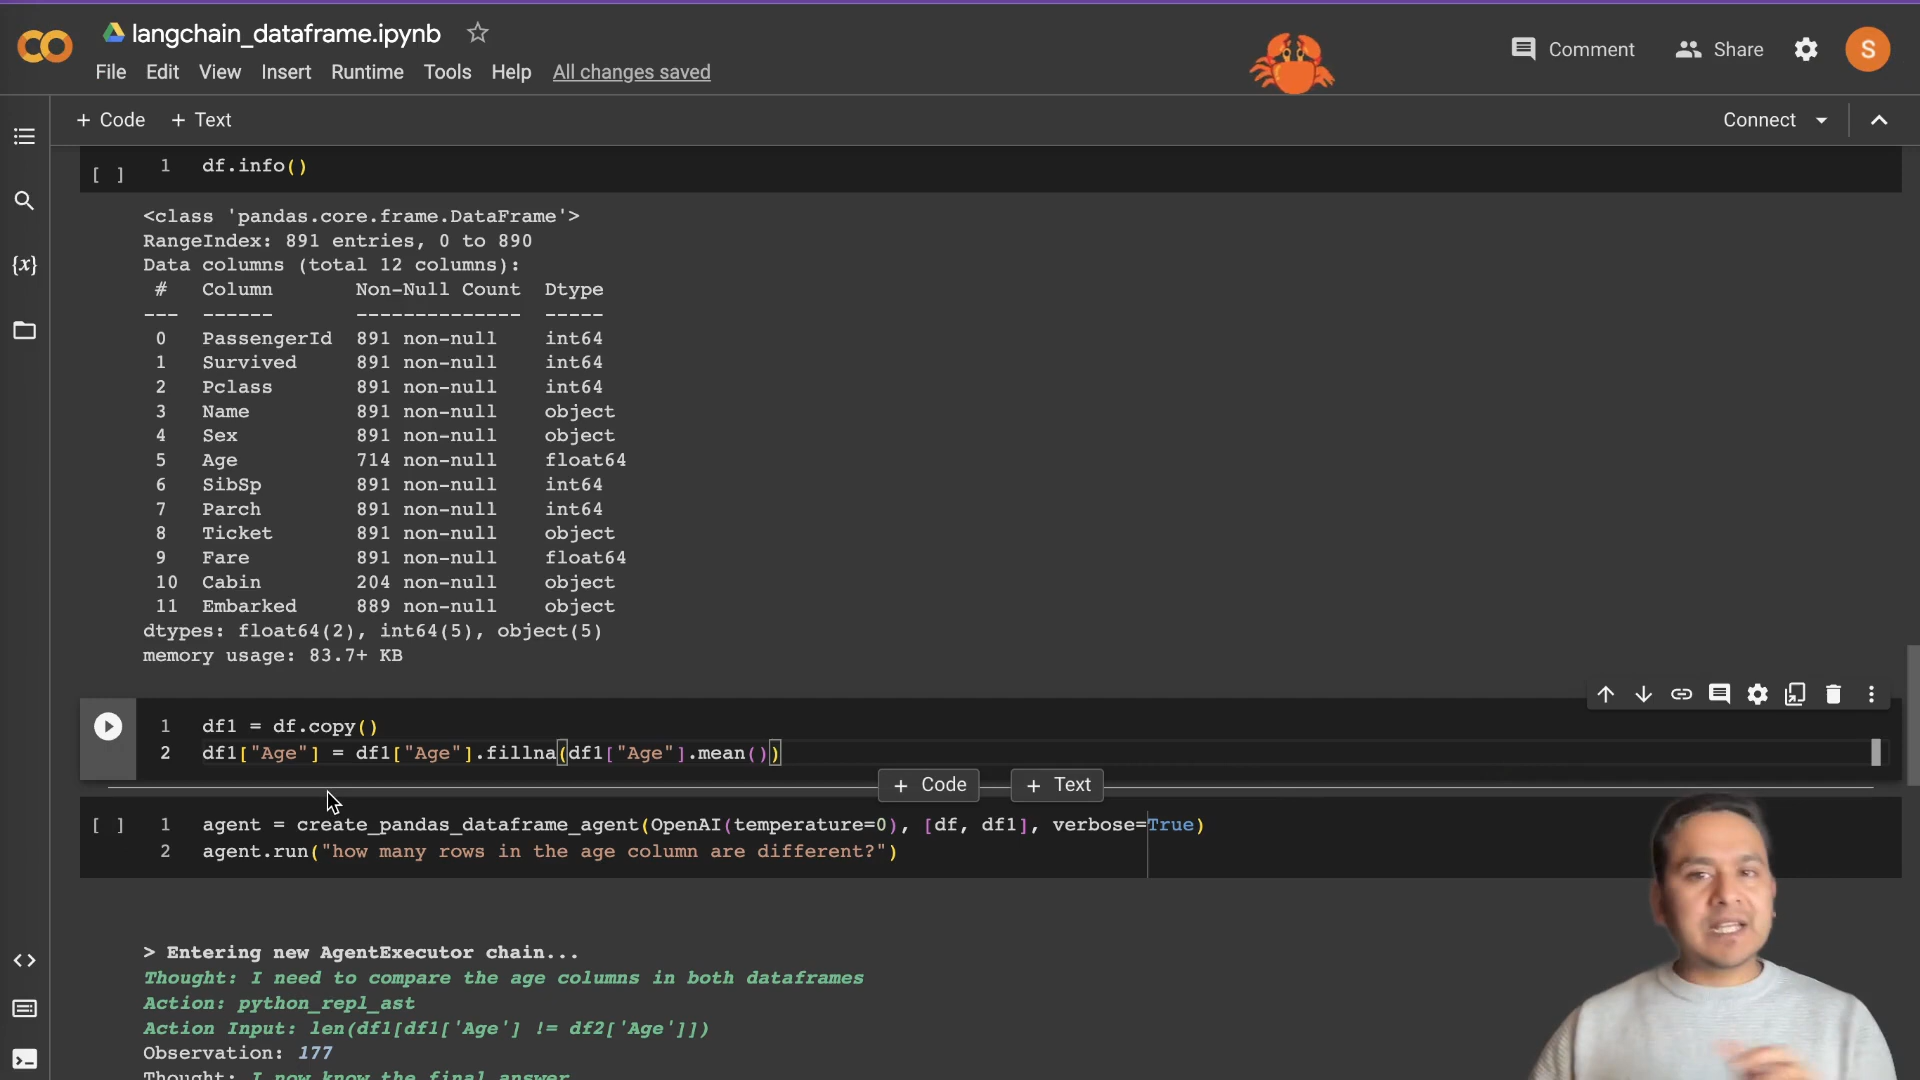 langchain_dataframe.ipynb
Comment
Share
S
File Edit View Insert Runtime Tools Help All changes saved
+ Code + Text
Connect
{x}
[ ] 1 df.info()
<class 'pandas.core.frame.DataFrame'>
RangeIndex: 891 entries, 0 to 890
Data columns (total 12 columns):
# Column Non-Null Count Dtype
--- ------ -------------- -----
0 PassengerId 891 non-null int64
1 Survived 891 non-null int64
2 Pclass 891 non-null int64
3 Name 891 non-null object
4 Sex 891 non-null object
5 Age 714 non-null float64
6 SibSp 891 non-null int64
7 Parch 891 non-null int64
8 Ticket 891 non-null object
9 Fare 891 non-null float64
10 Cabin 204 non-null object
11 Embarked 889 non-null object
dtypes: float64(2), int64(5), object(5)
memory usage: 83.7+ KB
1 df1 = df.copy()
2 df1["Age"] = df1["Age"].fillna(df1["Age"].mean())
+ Code + Text
[ ] 1 agent = create_pandas_dataframe_agent(OpenAI(temperature=0), [df, df1], verbose=True)
2 agent.run("how many rows in the age column are different?")
> Entering new AgentExecutor chain...
Thought: I need to compare the age columns in both dataframes
Action: python_repl_ast
Action Input: len(df1[df1['Age'] != df2['Age']])
Observation: 177
Thought: I now know the final answer